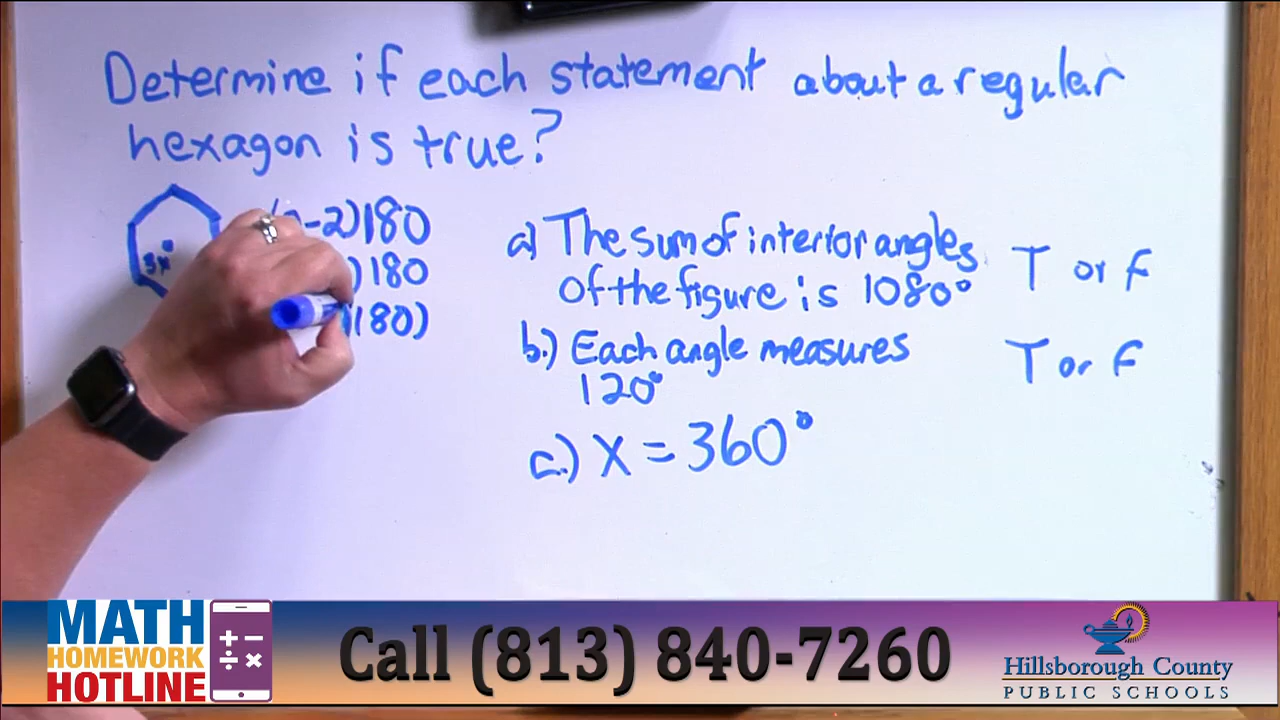 Determine if each statement about a regular
hexagon is true?
3x
-2)180
)180
(180)
a) The sum of interior angles
of the figure is 1080°
T or F
b.) Each angle measures
120°
T or F
c.) x = 360°
MATH
HOMEWORK
HOTLINE
+ −
÷ ×
Call (813) 840-7260
Hillsborough County
PUBLIC SCHOOLS